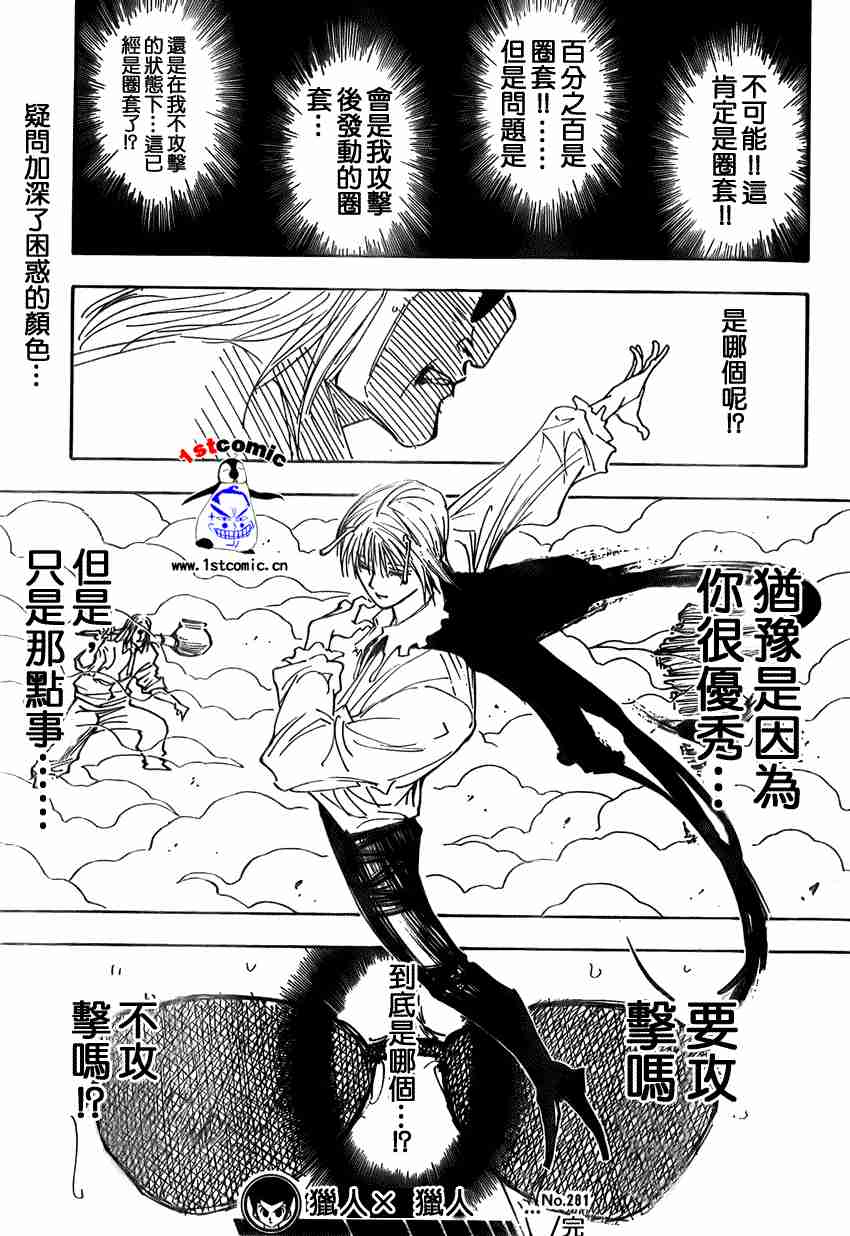 不可能!!這
肯定是圈套!!
百分之百是
圈套!!……
但是問題是
會是我攻擊
後發動的圈
套…
還是在我不攻擊
的狀態下…這已
經是圈套了!?
疑問加深了困惑的顏色…
是哪個呢!?
1stcomic
www.1stcomic.cn
猶豫是因為
你很優秀…
但是，
只是那點事………
要攻
擊嗎
到底是哪個…!?
不攻
擊嗎!?
獵人×獵人
No.281
…/完